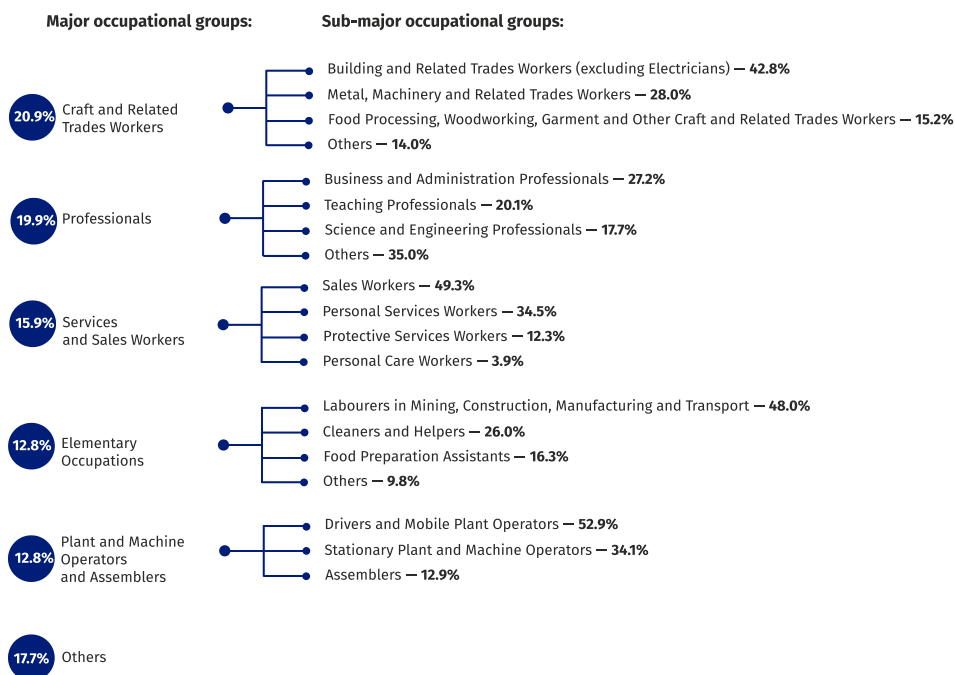 Major occupational groups:
Sub-major occupational groups:
20.9%
Craft and Related
Trades Workers
Building and Related Trades Workers (excluding Electricians) — 42.8%
Metal, Machinery and Related Trades Workers — 28.0%
Food Processing, Woodworking, Garment and Other Craft and Related Trades Workers — 15.2%
Others — 14.0%
19.9%
Professionals
Business and Administration Professionals — 27.2%
Teaching Professionals — 20.1%
Science and Engineering Professionals — 17.7%
Others — 35.0%
15.9%
Services
and Sales Workers
Sales Workers — 49.3%
Personal Services Workers — 34.5%
Protective Services Workers — 12.3%
Personal Care Workers — 3.9%
12.8%
Elementary
Occupations
Labourers in Mining, Construction, Manufacturing and Transport — 48.0%
Cleaners and Helpers — 26.0%
Food Preparation Assistants — 16.3%
Others — 9.8%
12.8%
Plant and Machine
Operators
and Assemblers
Drivers and Mobile Plant Operators — 52.9%
Stationary Plant and Machine Operators — 34.1%
Assemblers — 12.9%
17.7%
Others